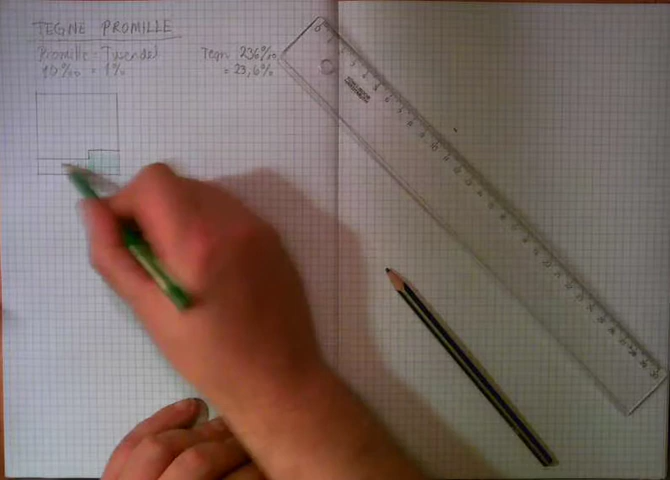 TEGNE PROMILLE
Promille = Tusendel
10‰ = 1%
Tegn 236‰
= 23,6%